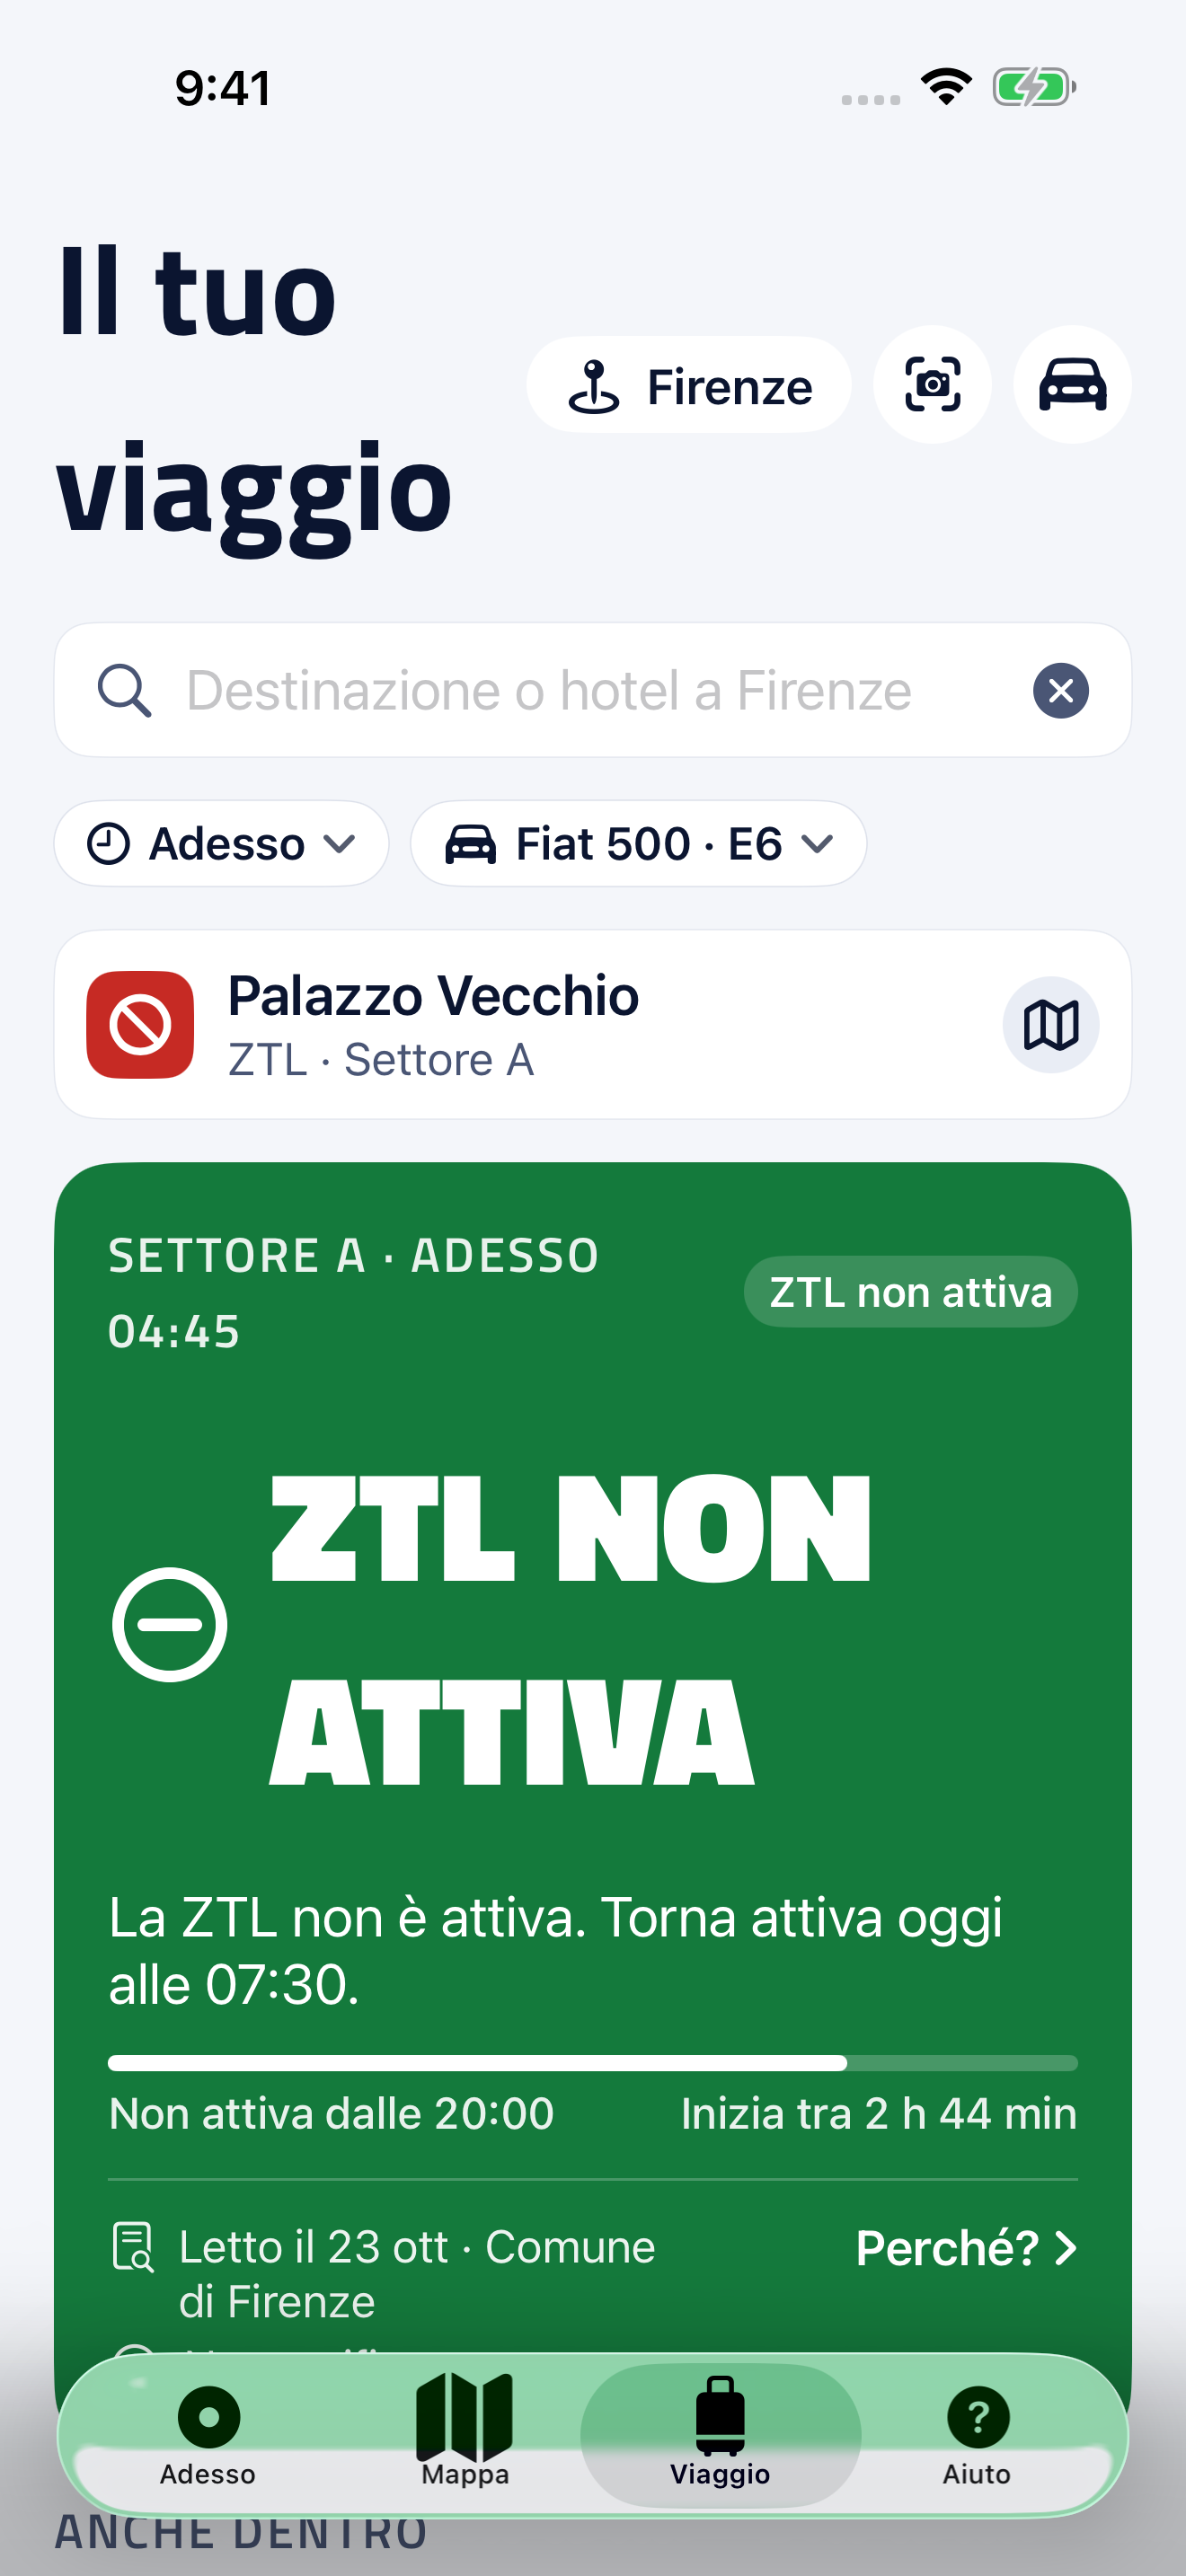 9:41
Il tuo
viaggio
Firenze
Destinazione o hotel a Firenze
Adesso
Fiat 500 · E6
Palazzo Vecchio
ZTL · Settore A
SETTORE A · ADESSO
04:45
ZTL non attiva
ZTL NON
ATTIVA
La ZTL non è attiva. Torna attiva oggi
alle 07:30.
Non attiva dalle 20:00
Inizia tra 2 h 44 min
Letto il 23 ott · Comune
di Firenze
Perché?
Adesso
Mappa
Viaggio
Aiuto
ANCHE DENTRO